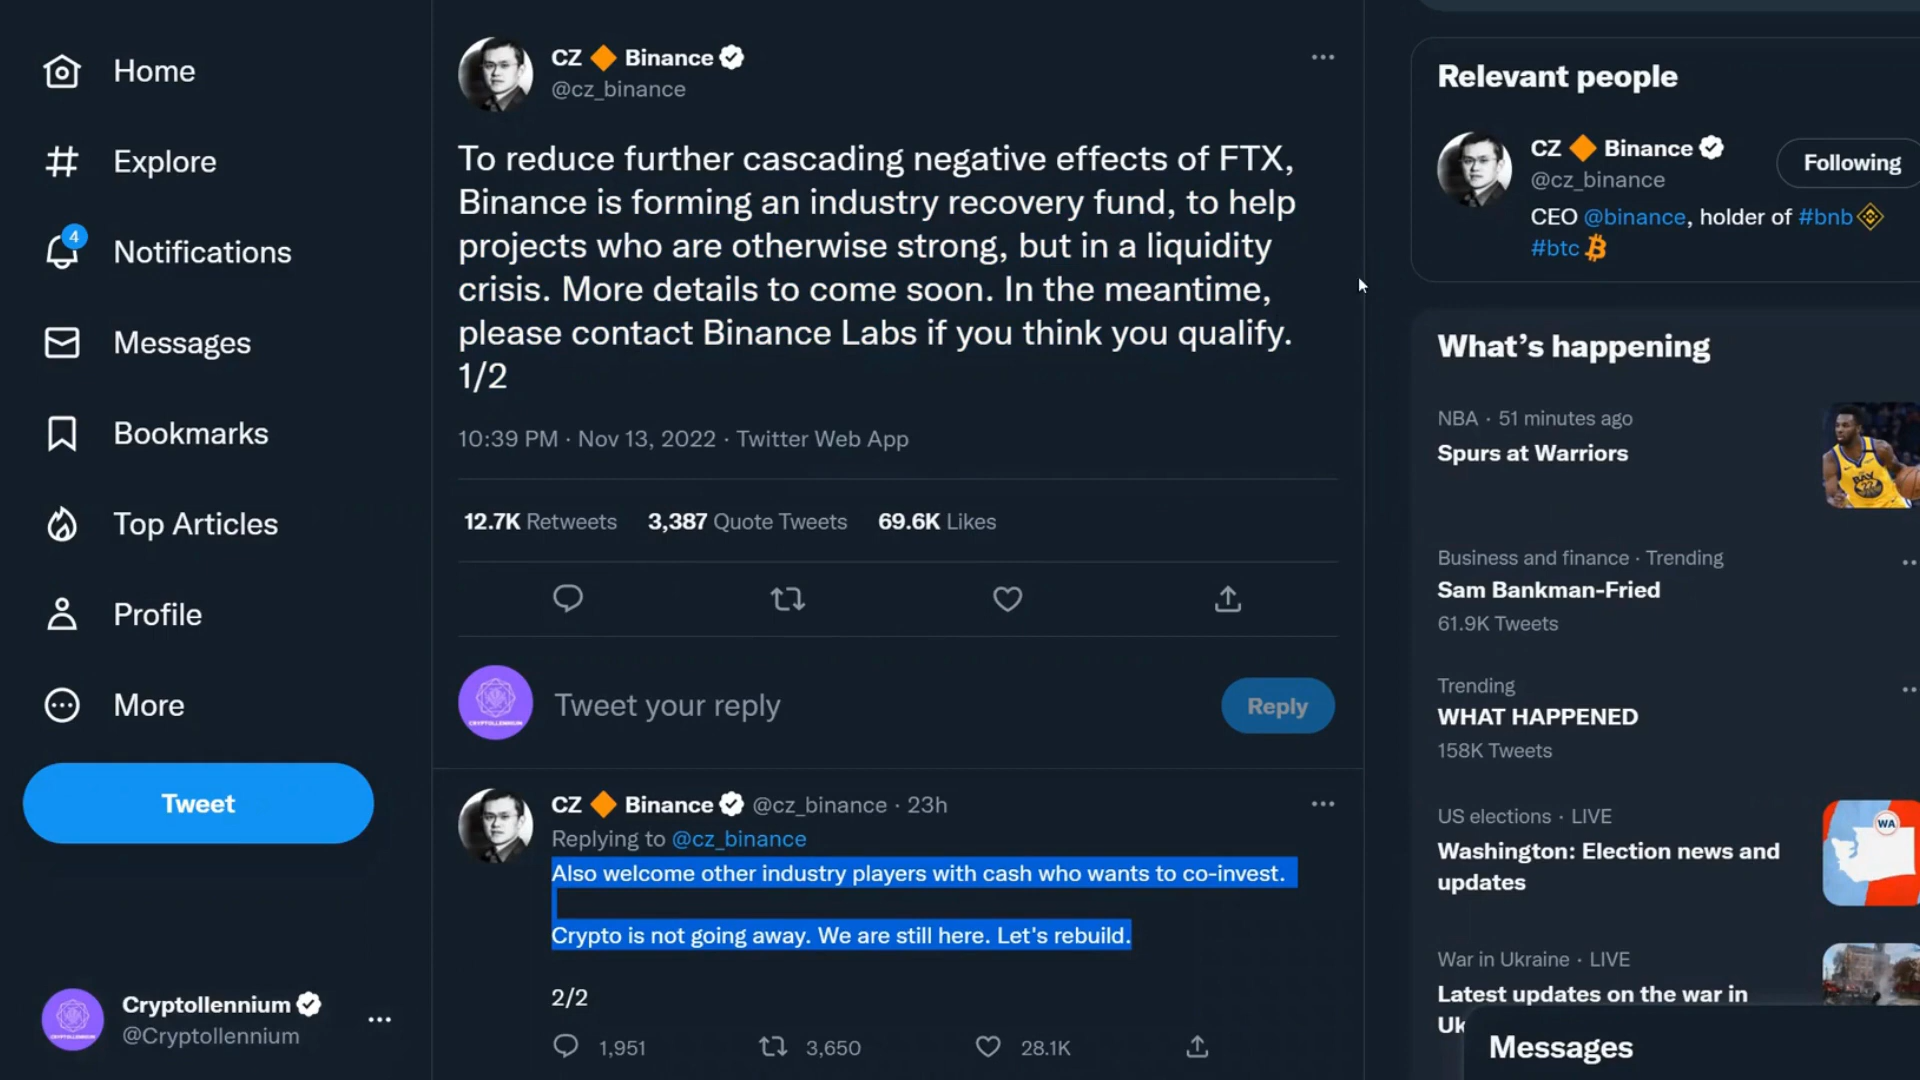 Home
Explore
4
Notifications
Messages
Bookmarks
Top Articles
Profile
More
Tweet
Cryptollennium
@Cryptollennium
CZ 🔶 Binance
@cz_binance
To reduce further cascading negative effects of FTX,
Binance is forming an industry recovery fund, to help
projects who are otherwise strong, but in a liquidity
crisis. More details to come soon. In the meantime,
please contact Binance Labs if you think you qualify.
1/2
10:39 PM · Nov 13, 2022 · Twitter Web App
12.7K Retweets 3,387 Quote Tweets 69.6K Likes
Tweet your reply
Reply
CZ 🔶 Binance @cz_binance · 23h
Replying to @cz_binance
Also welcome other industry players with cash who wants to co-invest.
Crypto is not going away. We are still here. Let's rebuild.
2/2
1,951 3,650 28.1K
Relevant people
CZ 🔶 Binance
@cz_binance
Following
CEO @binance, holder of #bnb
#btc
What's happening
NBA · 51 minutes ago
Spurs at Warriors
Business and finance · Trending
Sam Bankman-Fried
61.9K Tweets
Trending
WHAT HAPPENED
158K Tweets
US elections · LIVE
Washington: Election news and
updates
WA
War in Ukraine · LIVE
Latest updates on the war in
Messages